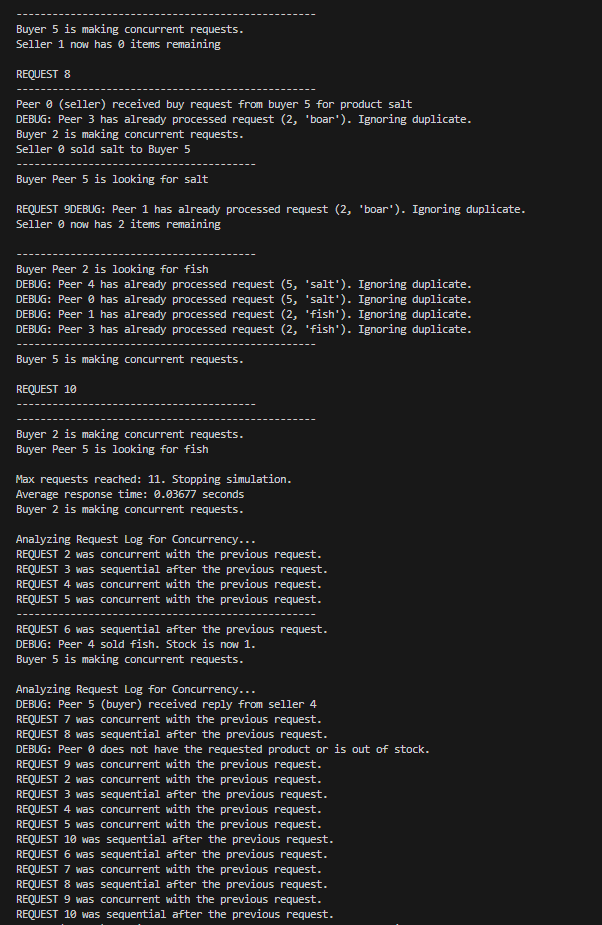 --------------------------------------------------
Buyer 5 is making concurrent requests.
Seller 1 now has 0 items remaining
REQUEST 8
--------------------------------------------------
Peer 0 (seller) received buy request from buyer 5 for product salt
DEBUG: Peer 3 has already processed request (2, 'boar'). Ignoring duplicate.
Buyer 2 is making concurrent requests.
Seller 0 sold salt to Buyer 5
----------------------------------------
Buyer Peer 5 is looking for salt
REQUEST 9DEBUG: Peer 1 has already processed request (2, 'boar'). Ignoring duplicate.
Seller 0 now has 2 items remaining
----------------------------------------
Buyer Peer 2 is looking for fish
DEBUG: Peer 4 has already processed request (5, 'salt'). Ignoring duplicate.
DEBUG: Peer 0 has already processed request (5, 'salt'). Ignoring duplicate.
DEBUG: Peer 1 has already processed request (2, 'fish'). Ignoring duplicate.
DEBUG: Peer 3 has already processed request (2, 'fish'). Ignoring duplicate.
--------------------------------------------------
Buyer 5 is making concurrent requests.
REQUEST 10
----------------------------------------
--------------------------------------------------
Buyer 2 is making concurrent requests.
Buyer Peer 5 is looking for fish
Max requests reached: 11. Stopping simulation.
Average response time: 0.03677 seconds
Buyer 2 is making concurrent requests.
Analyzing Request Log for Concurrency...
REQUEST 2 was concurrent with the previous request.
REQUEST 3 was sequential after the previous request.
REQUEST 4 was concurrent with the previous request.
REQUEST 5 was concurrent with the previous request.
--------------------------------------------------
REQUEST 6 was sequential after the previous request.
DEBUG: Peer 4 sold fish. Stock is now 1.
Buyer 5 is making concurrent requests.
Analyzing Request Log for Concurrency...
DEBUG: Peer 5 (buyer) received reply from seller 4
REQUEST 7 was concurrent with the previous request.
REQUEST 8 was sequential after the previous request.
DEBUG: Peer 0 does not have the requested product or is out of stock.
REQUEST 9 was concurrent with the previous request.
REQUEST 2 was concurrent with the previous request.
REQUEST 3 was sequential after the previous request.
REQUEST 4 was concurrent with the previous request.
REQUEST 5 was concurrent with the previous request.
REQUEST 10 was sequential after the previous request.
REQUEST 6 was sequential after the previous request.
REQUEST 7 was concurrent with the previous request.
REQUEST 8 was sequential after the previous request.
REQUEST 9 was concurrent with the previous request.
REQUEST 10 was sequential after the previous request.